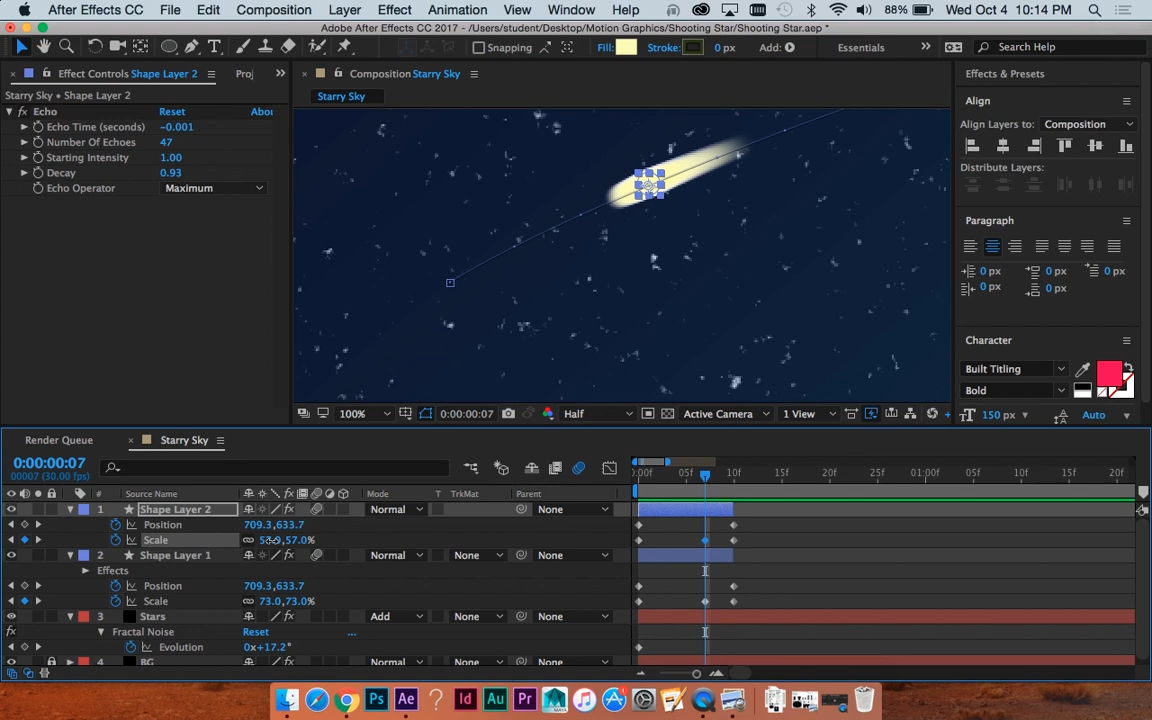 After Effects CC File Edit Composition Layer Effect Animation View Window Help 88% Wed Oct 4 10:14 PM
Adobe After Effects CC 2017 - /Users/student/Desktop/Motion Graphics/Shooting Star/Shooting Star.aep *
Snapping Fill: Stroke: 0 px Add: Essentials Search Help
Effect Controls Shape Layer 2 Proj
Composition Starry Sky
Effects & Presets
Starry Sky • Shape Layer 2
Starry Sky
Align
fx Echo Reset Abou
Echo Time (seconds) -0.001
Align Layers to: Composition
Number Of Echoes 47
Starting Intensity 1.00
Distribute Layers:
Decay 0.93
Echo Operator Maximum
Paragraph
0 px 0 px 0 px
0 px 0 px
Character
Built Titling
Bold
100% 0:00:00:07 Half Active Camera 1 View
150 px Auto
Render Queue Starry Sky
0:00:00:07
00007 (30.00 fps)
:00f 05f 10f 15f 20f 25f 01:00f 05f 10f 15f 20f
# Source Name Mode T TrkMat Parent
1 Shape Layer 2 Normal None
Position 709.3,633.7
Scale ,57.0%
2 Shape Layer 1 Normal None None
Effects
Position 709.3,633.7
Scale 73.0,73.0%
3 Stars Add None None
fx Fractal Noise Reset ...
Evolution 0x+17.2°
4 BG Normal None None
Ps Ae ? Id Au Pr MAYA